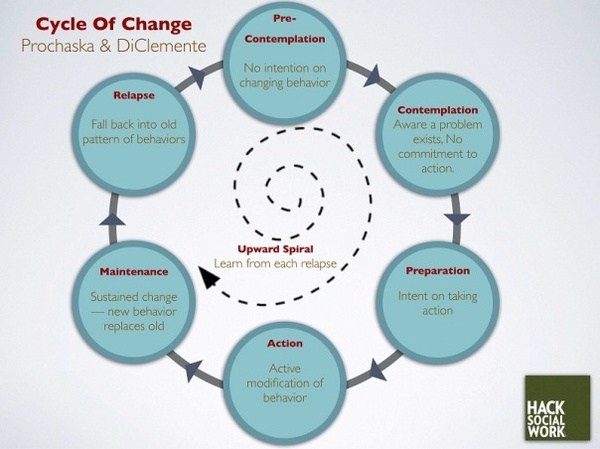 Cycle Of Change
Prochaska & DiClemente
Pre-
Contemplation
No intention on
changing behavior
Contemplation
Aware a problem
exists, No
commitment to
action.
Preparation
Intent on taking
action
Action
Active
modification of
behavior
Maintenance
Sustained change
— new behavior
replaces old
Relapse
Fall back into old
pattern of behaviors
Upward Spiral
Learn from each relapse
HACK
SOCIAL
WORK